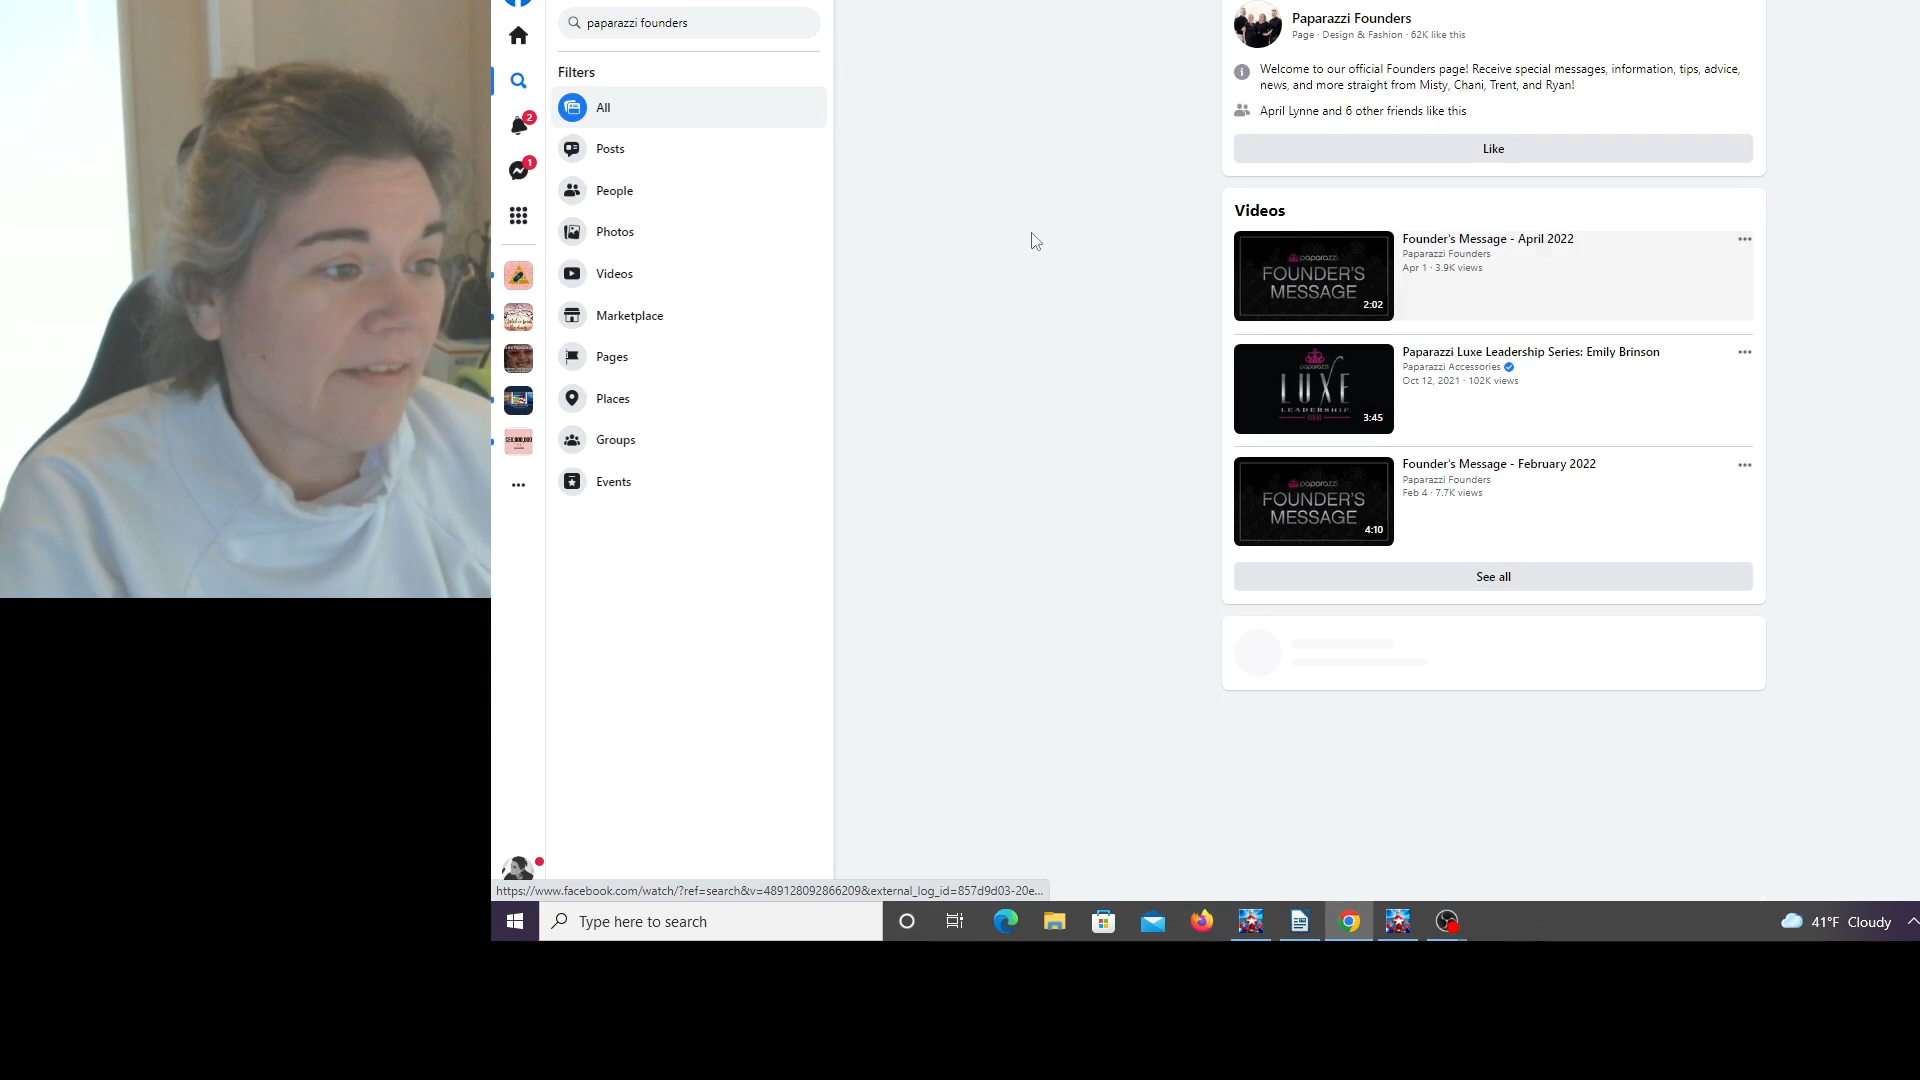 paparazzi founders
Filters
All
Posts
People
Photos
Videos
Marketplace
Pages
Places
Groups
Events
2
1
Paparazzi Founders
Page · Design & Fashion · 62K like this
Welcome to our official Founders page! Receive special messages, information, tips, advice,
news, and more straight from Misty, Chani, Trent, and Ryan!
April Lynne and 6 other friends like this
Like
Videos
paparazzi
FOUNDER'S
MESSAGE
2:02
Founder's Message - April 2022
Paparazzi Founders
Apr 1 · 3.9K views
paparazzi
LUXE
LEADERSHIP
3:45
Paparazzi Luxe Leadership Series: Emily Brinson
Paparazzi Accessories
Oct 12, 2021 · 102K views
paparazzi
FOUNDER'S
MESSAGE
4:10
Founder's Message - February 2022
Paparazzi Founders
Feb 4 · 7.7K views
See all
https://www.facebook.com/watch/?ref=search&v=489128092866209&external_log_id=857d9d03-20e...
Type here to search
41°F Cloudy